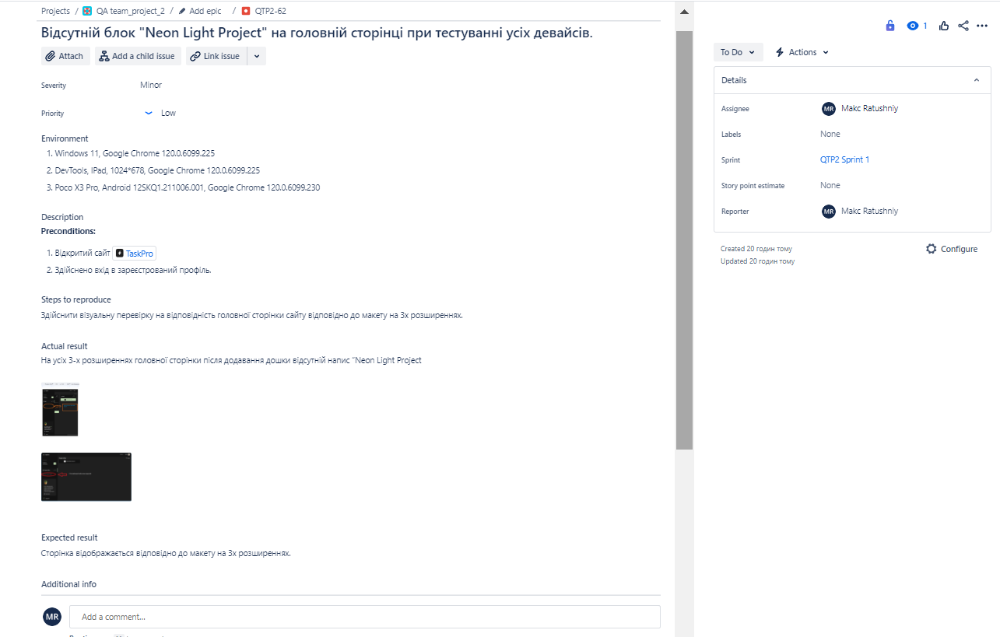 Projects / QA team_project_2 / Add epic / QTP2-62
Відсутній блок "Neon Light Project" на головній сторінці при тестуванні усіх девайсів.
Attach Add a child issue Link issue
Severity Minor
Priority Low
Environment
1. Windows 11, Google Chrome 120.0.6099.225
2. DevTools, IPad, 1024*678, Google Chrome 120.0.6099.225
3. Poco X3 Pro, Android 12SKQ1.211006.001, Google Chrome 120.0.6099.230
Description
Preconditions:
1. Відкритий сайт TaskPro
2. Здійснено вхід в зареєстрований профіль.
Steps to reproduce
Здійснити візуальну перевірку на відповідність головної сторінки сайту відповідно до макету на 3х розширеннях.
Actual result
На усіх 3-х розширеннях головної сторінки після додавання дошки відсутній напис “Neon Light Project
Expected result
Сторінка відображається відповідно до макету на 3х розширеннях.
Additional info
MR Add a comment...
1
To Do Actions
Details
Assignee MR Макс Ratushniy
Labels None
Sprint QTP2 Sprint 1
Story point estimate None
Reporter MR Макс Ratushniy
Created 20 годин тому
Configure
Updated 20 годин тому